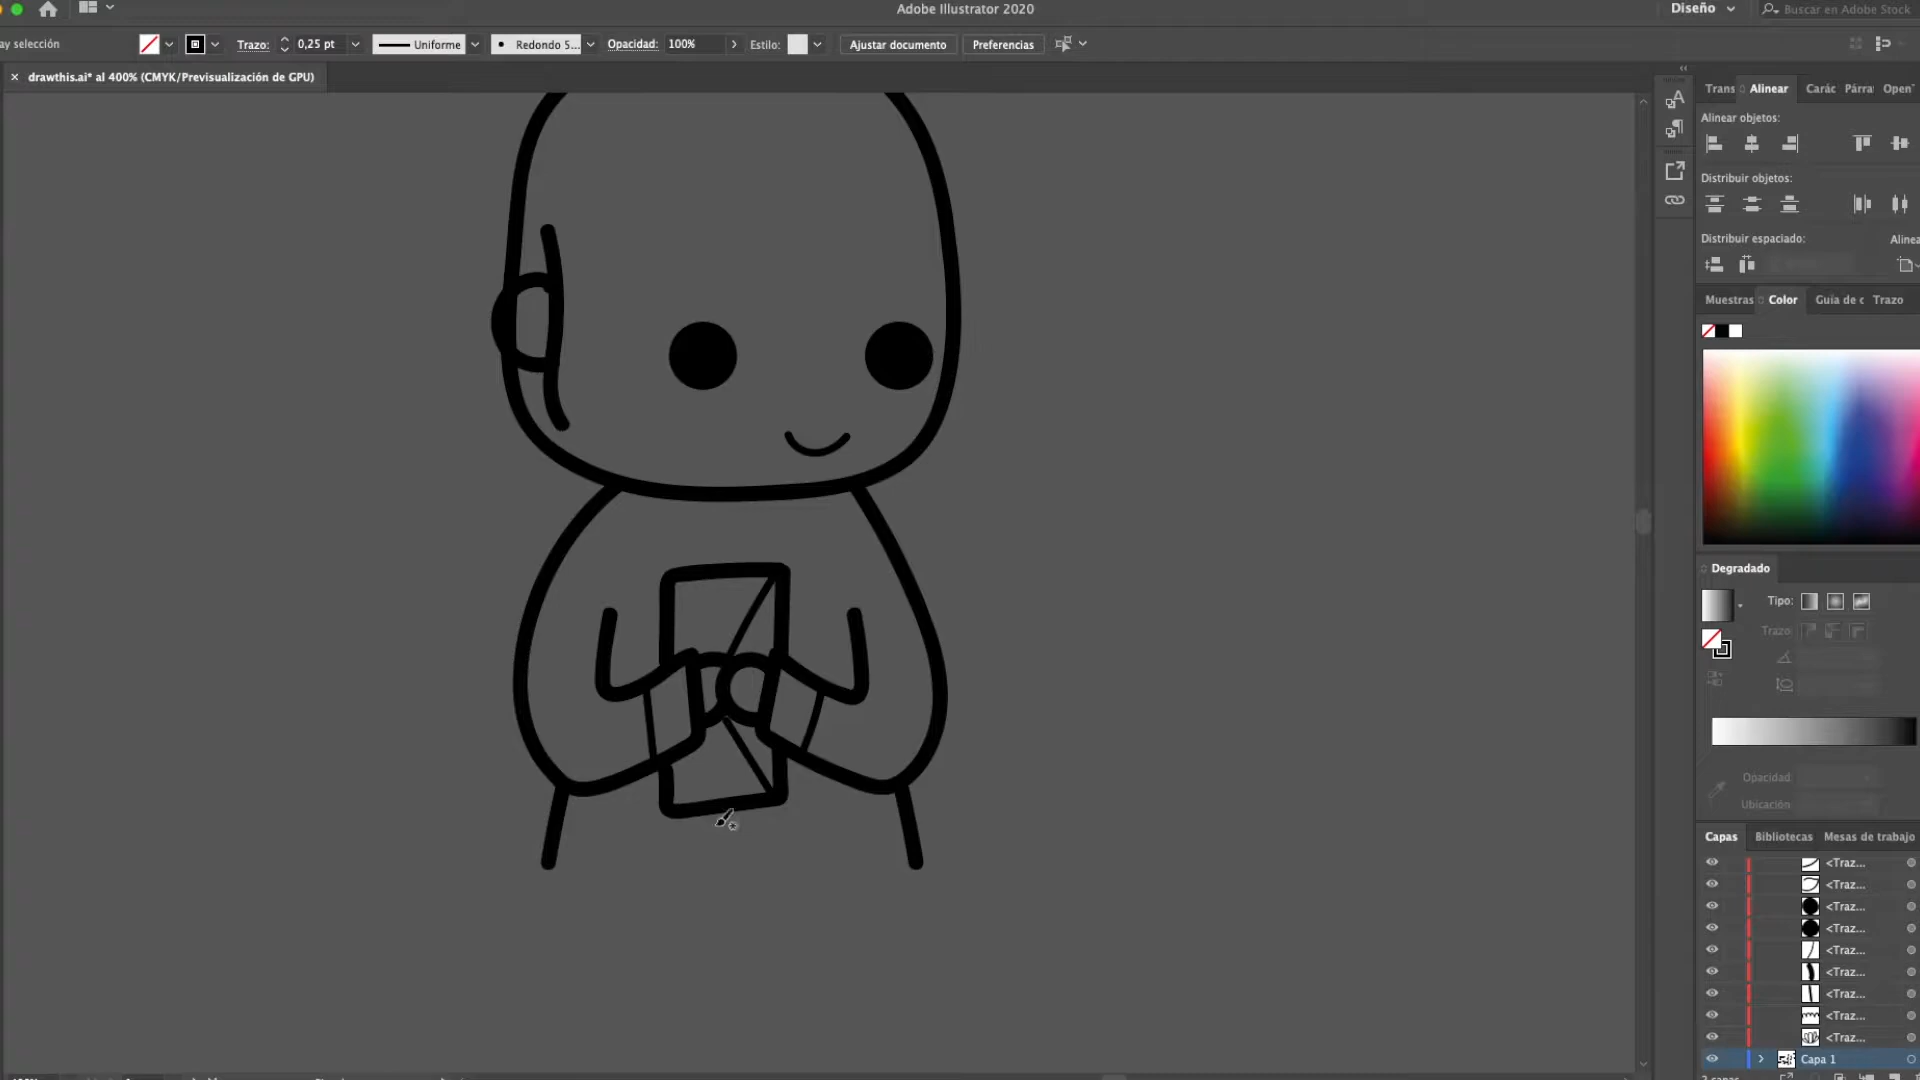 Adobe Illustrator 2020
Diseño
Buscar en Adobe Stock
ay selección
Trazo:
0,25 pt
Uniforme
Redondo 5...
Opacidad:
100%
Estilo:
Ajustar documento
Preferencias
drawthis.ai* al 400% (CMYK/Previsualización de GPU)
Trans
Alinear
Carác
Párra
Open
Alinear objetos:
Distribuir objetos:
Distribuir espaciado:
Alinea
Muestras
Color
Guía de c
Trazo
Degradado
Tipo:
Trazo:
Opacidad:
Ubicación:
Capas
Bibliotecas
Mesas de trabajo
<Traz...
<Traz...
<Traz...
<Traz...
<Traz...
<Traz...
<Traz...
<Traz...
<Traz...
Capa 1